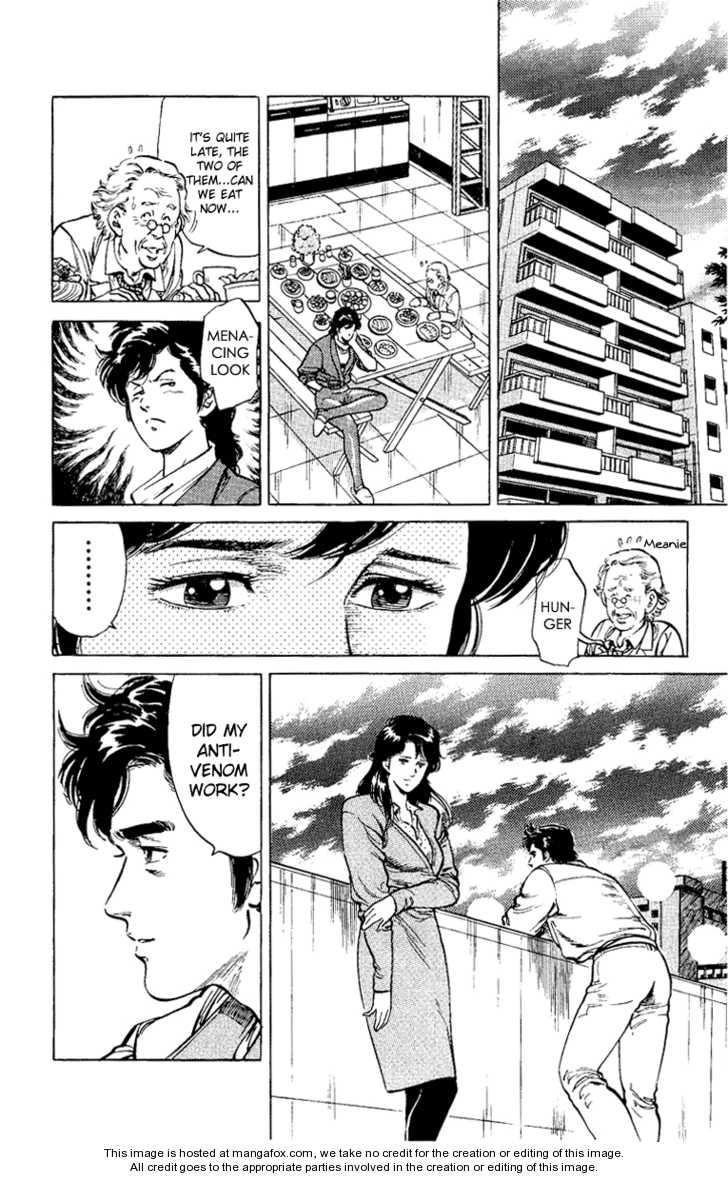 IT'S QUITE
LATE, THE
TWO OF
THEM...CAN
WE EAT
NOW...
MENA-
CING
LOOK
Meanie
HUN-
GER
DID MY
ANTI-
VENOM
WORK?
This image is hosted at mangafox.com, we take no credit for the creation or editing of this image.
All credit goes to the appropriate parties involved in the creation or editing of this image.